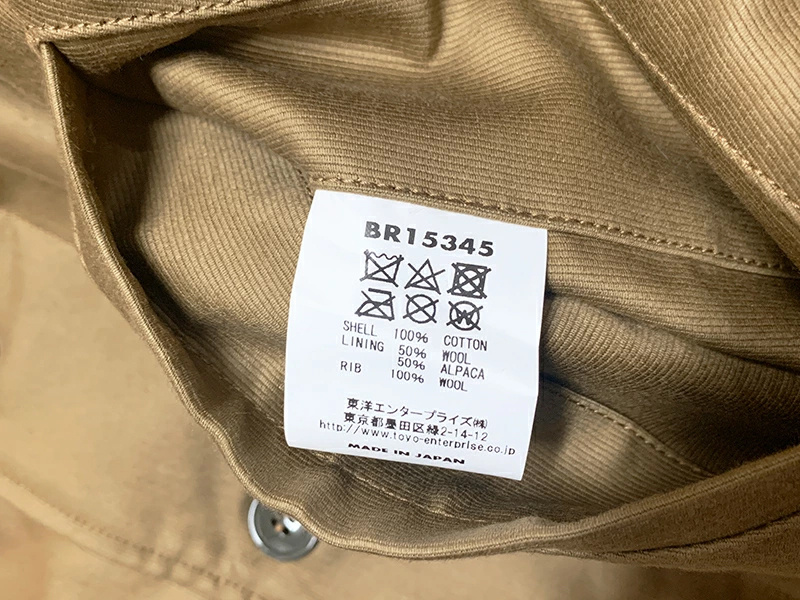 BR15345
SHELL 100% COTTON
LINING 50% WOOL
50% ALPACA
RIB 100% WOOL
東洋エンタープライズ㈱
東京都墨田区緑2-14-12
http://www.toyo-enterprise.co.jp
MADE IN JAPAN